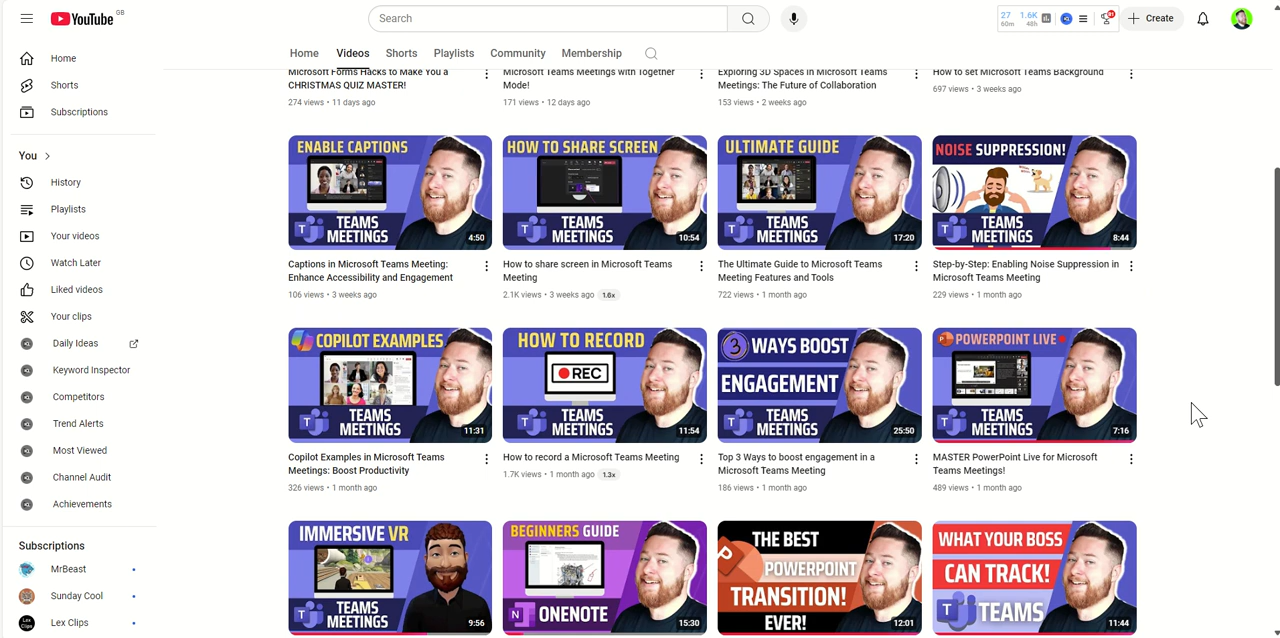 YouTube GB
Search
27 1.6K
60m 48h
Create
Home
Videos
Shorts
Playlists
Community
Membership
Home
Shorts
Subscriptions
You
History
Playlists
Your videos
Watch Later
Liked videos
Your clips
Daily Ideas
Keyword Inspector
Competitors
Trend Alerts
Most Viewed
Channel Audit
Achievements
Subscriptions
MrBeast
Sunday Cool
Lex Clips
Microsoft Forms Hacks to Make You a
CHRISTMAS QUIZ MASTER!
274 views • 11 days ago
Microsoft Teams Meetings with Together
Mode!
171 views • 12 days ago
Exploring 3D Spaces in Microsoft Teams
Meetings: The Future of Collaboration
153 views • 2 weeks ago
How to set Microsoft Teams Background
697 views • 3 weeks ago
ENABLE CAPTIONS
T TEAMS
MEETINGS
4:50
Captions in Microsoft Teams Meeting:
Enhance Accessibility and Engagement
106 views • 3 weeks ago
HOW TO SHARE SCREEN
T TEAMS
MEETINGS
10:54
How to share screen in Microsoft Teams
Meeting
2.1K views • 3 weeks ago 1.6x
ULTIMATE GUIDE
T TEAMS
MEETINGS
17:20
The Ultimate Guide to Microsoft Teams
Meeting Features and Tools
722 views • 1 month ago
NOISE SUPPRESSION!
T TEAMS
MEETINGS
8:44
Step-by-Step: Enabling Noise Suppression in
Microsoft Teams Meeting
229 views • 1 month ago
COPILOT EXAMPLES
T TEAMS
MEETINGS
11:31
Copilot Examples in Microsoft Teams
Meetings: Boost Productivity
326 views • 1 month ago
HOW TO RECORD
REC
T TEAMS
MEETINGS
11:54
How to record a Microsoft Teams Meeting
1.7K views • 1 month ago 1.3x
3 WAYS BOOST
ENGAGEMENT
T TEAMS
MEETINGS
25:50
Top 3 Ways to boost engagement in a
Microsoft Teams Meeting
186 views • 1 month ago
P POWERPOINT LIVE
T TEAMS
MEETINGS
7:16
MASTER PowerPoint Live for Microsoft
Teams Meetings!
489 views • 1 month ago
IMMERSIVE VR
T TEAMS
MEETINGS
9:56
BEGINNERS GUIDE
N ONENOTE
15:30
THE BEST
P POWERPOINT
TRANSITION!
EVER!
12:01
WHAT YOUR BOSS
CAN TRACK!
T TEAMS
11:44